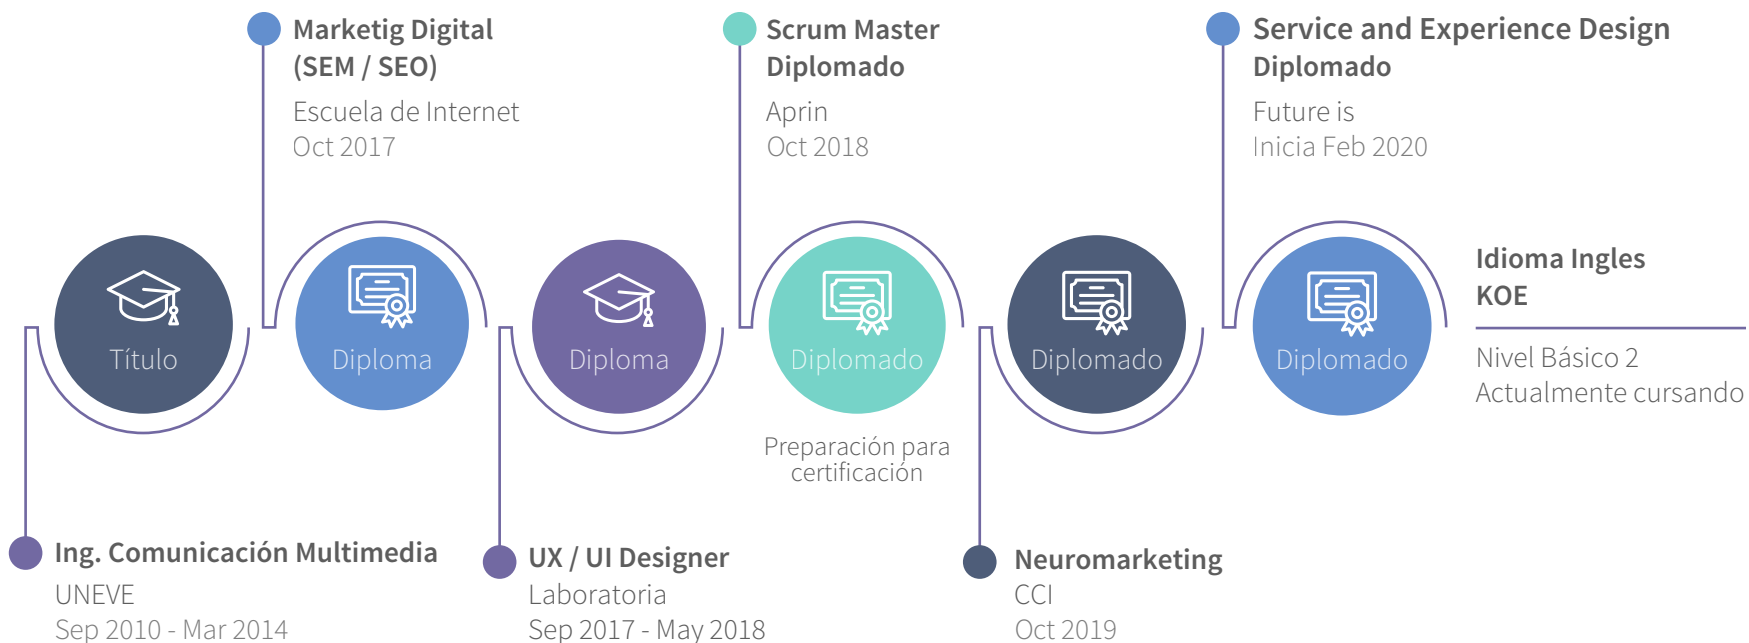 Marketig Digital
(SEM / SEO)
Escuela de Internet
Oct 2017
Scrum Master
Diplomado
Aprin
Oct 2018
Service and Experience Design
Diplomado
Future is
Inicia Feb 2020
Título
Diploma
Diploma
Diplomado
Diplomado
Diplomado
Idioma Ingles
KOE
Nivel Básico 2
Actualmente cursando
Preparación para
certificación
Ing. Comunicación Multimedia
UNEVE
Sep 2010 - Mar 2014
UX / UI Designer
Laboratoria
Sep 2017 - May 2018
Neuromarketing
CCI
Oct 2019